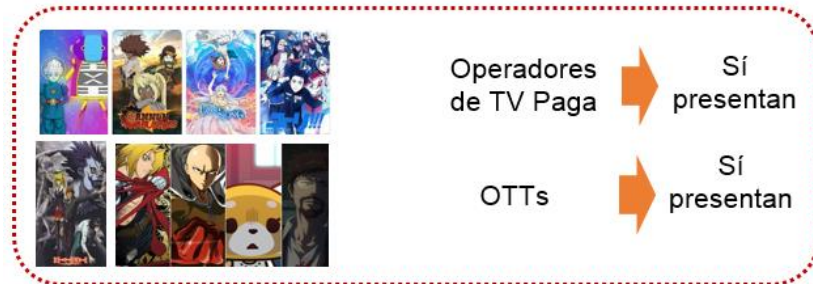 Operadores
de TV Paga
Sí
presentan
OTTs
Sí
presentan